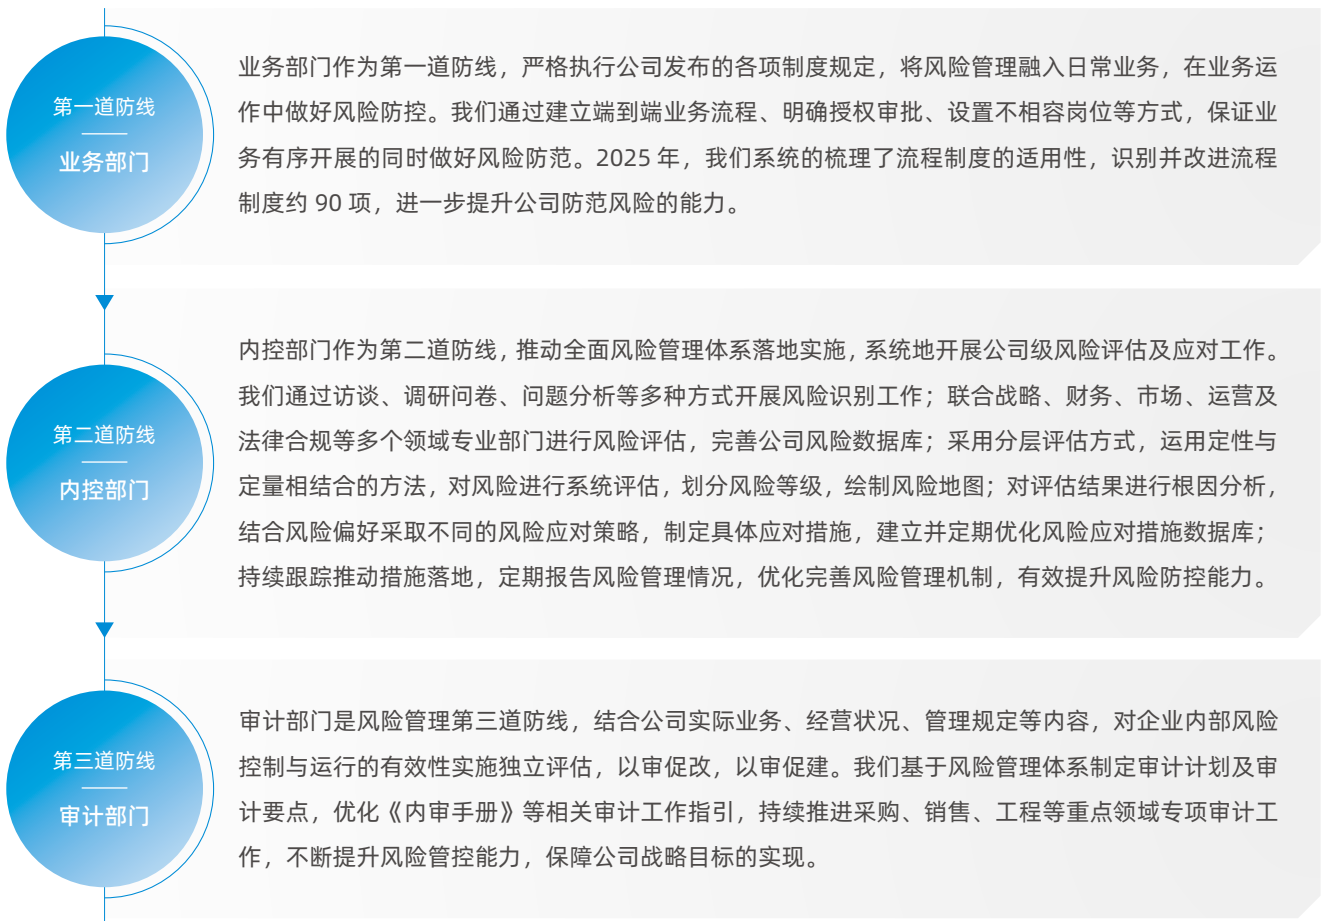 第一道防线
业务部门
业务部门作为第一道防线，严格执行公司发布的各项制度规定，将风险管理融入日常业务，在业务运
作中做好风险防控。我们通过建立端到端业务流程、明确授权审批、设置不相容岗位等方式，保证业
务有序开展的同时做好风险防范。2025 年，我们系统的梳理了流程制度的适用性，识别并改进流程
制度约 90 项，进一步提升公司防范风险的能力。
第二道防线
内控部门
内控部门作为第二道防线，推动全面风险管理体系落地实施，系统地开展公司级风险评估及应对工作。
我们通过访谈、调研问卷、问题分析等多种方式开展风险识别工作；联合战略、财务、市场、运营及
法律合规等多个领域专业部门进行风险评估，完善公司风险数据库；采用分层评估方式，运用定性与
定量相结合的方法，对风险进行系统评估，划分风险等级，绘制风险地图；对评估结果进行根因分析，
结合风险偏好采取不同的风险应对策略，制定具体应对措施，建立并定期优化风险应对措施数据库；
持续跟踪推动措施落地，定期报告风险管理情况，优化完善风险管理机制，有效提升风险防控能力。
第三道防线
审计部门
审计部门是风险管理第三道防线，结合公司实际业务、经营状况、管理规定等内容，对企业内部风险
控制与运行的有效性实施独立评估，以审促改，以审促建。我们基于风险管理体系制定审计计划及审
计要点，优化《内审手册》等相关审计工作指引，持续推进采购、销售、工程等重点领域专项审计工
作，不断提升风险管控能力，保障公司战略目标的实现。